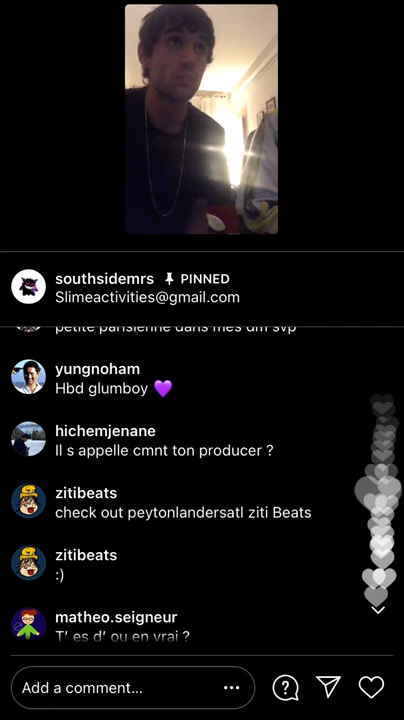 southsidemrs PINNED
Slimeactivities@gmail.com
petite parisienne dans mes dm svp
yungnoham
Hbd glumboy 💜
hichemjenane
Il s appelle cmnt ton producer ?
zitibeats
check out peytonlandersatl ziti Beats
zitibeats
:)
matheo.seigneur
T’ es d’ ou en vrai ?
Add a comment...